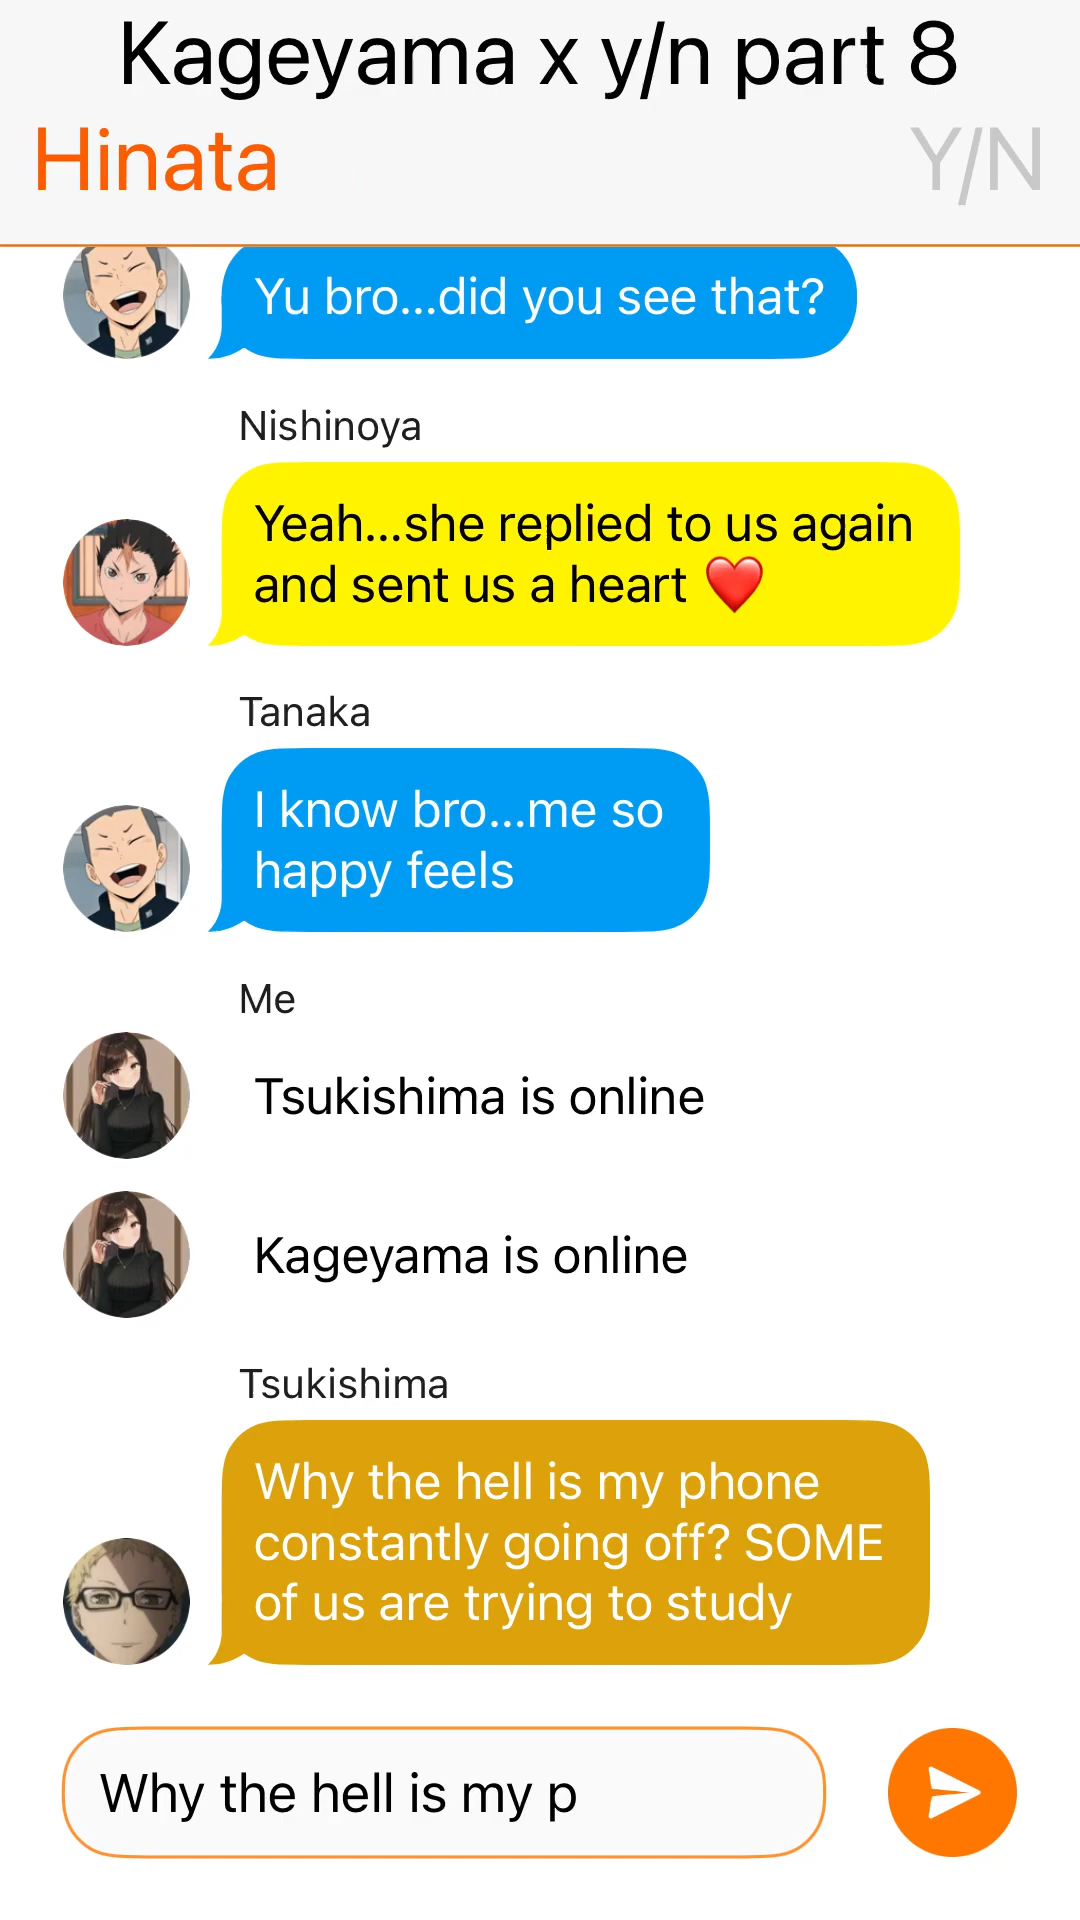 Kageyama x y/n part 8
Hinata
Y/N
Yu bro...did you see that?
Nishinoya
Yeah...she replied to us again
and sent us a heart ❤️
Tanaka
I know bro...me so
happy feels
Me
Tsukishima is online
Kageyama is online
Tsukishima
Why the hell is my phone
constantly going off? SOME
of us are trying to study
Why the hell is my p